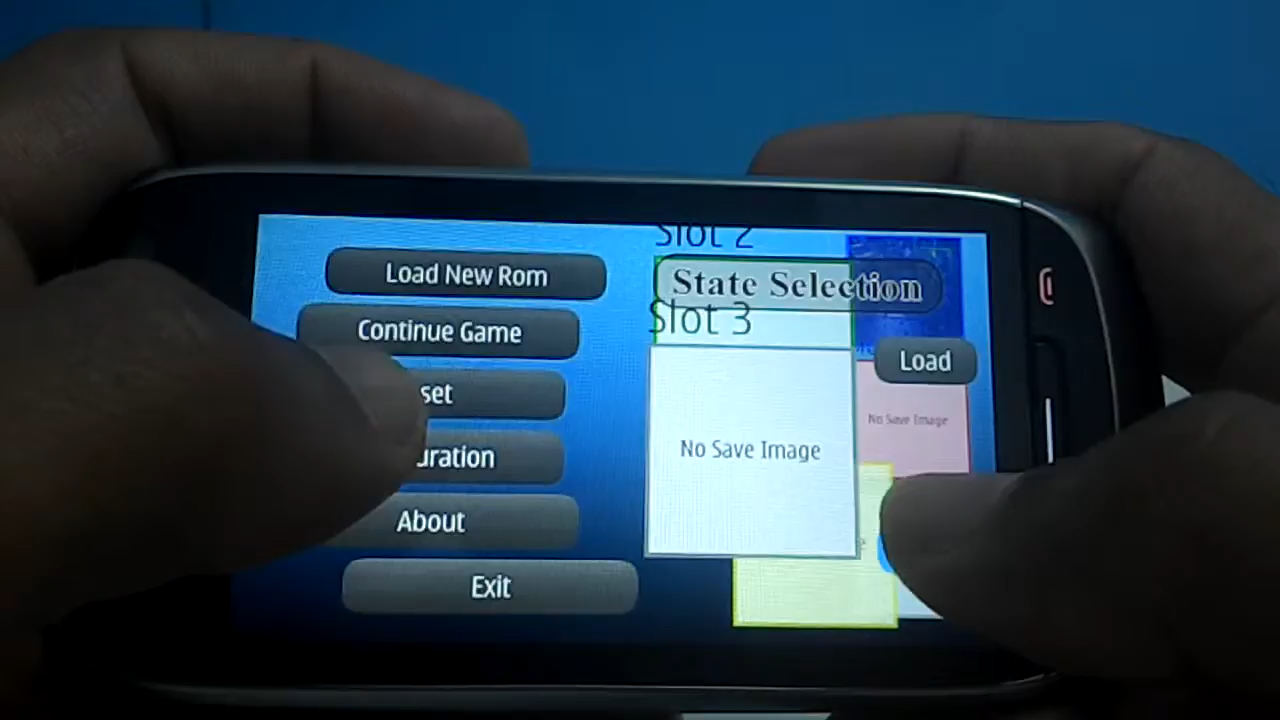 Load New Rom
Continue Game
set
uration
About
Exit
Slot 2
State Selection
Slot 3
Load
No Save Image
No Save Image